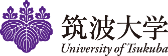 筑波大学
University of Tsukuba